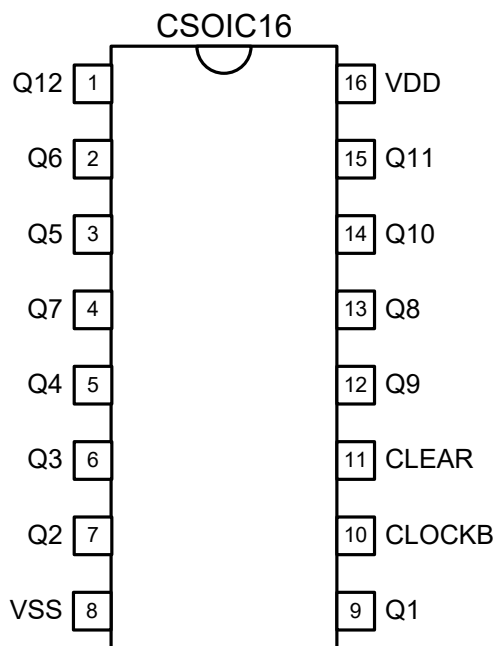 CSOIC16
Q12 1 16 VDD
Q6 2 15 Q11
Q5 3 14 Q10
Q7 4 13 Q8
Q4 5 12 Q9
Q3 6 11 CLEAR
Q2 7 10 CLOCKB
VSS 8 9 Q1